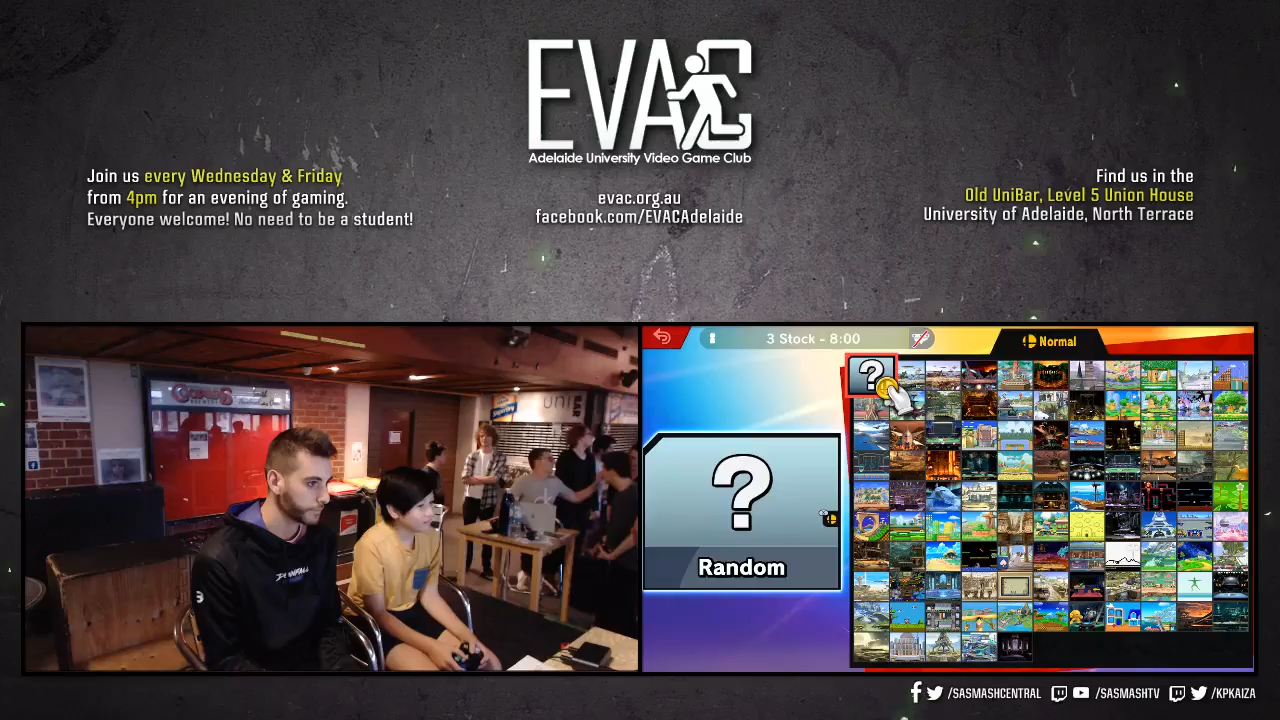 EVAC
Adelaide University Video Game Club
Join us every Wednesday & Friday
from 4pm for an evening of gaming.
Everyone welcome! No need to be a student!
evac.org.au
facebook.com/EVACAdelaide
Find us in the
Old UniBar, Level 5 Union House
University of Adelaide, North Terrace
3 Stock - 8:00
Normal
?
?
Random
UNI
BAR
/SASMASHCENTRAL
/SASMASHTV
/KPKAIZA